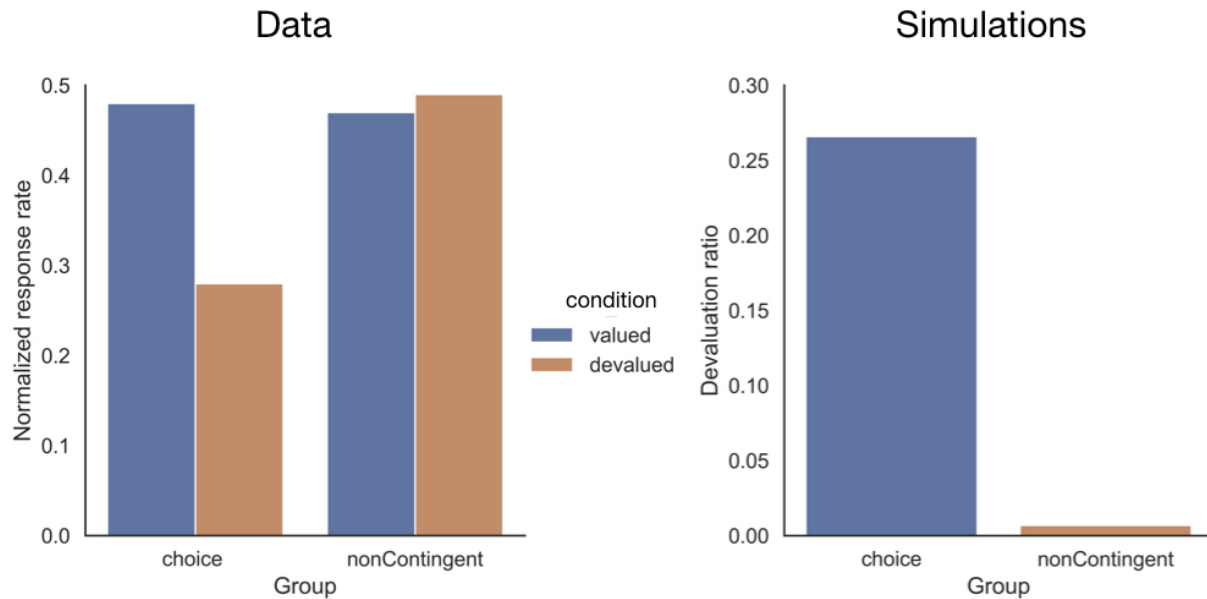 Data
Normalized response rate
0.5
0.4
0.3
0.2
0.1
0.0
choice
nonContingent
Group
condition
valued
devalued
Simulations
Devaluation ratio
0.30
0.25
0.20
0.15
0.10
0.05
0.00
choice
nonContingent
Group